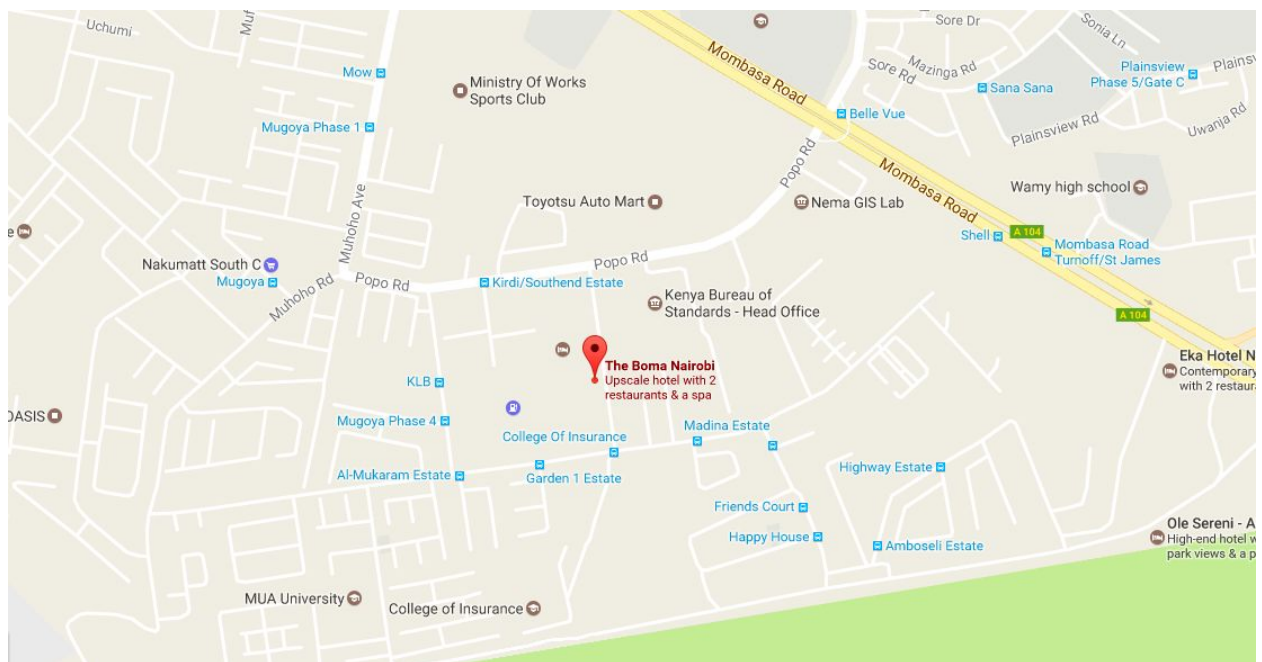 Uchumi
Muf
Sore Dr
Sonia Ln
Mombasa Road
Mow
Ministry Of Works
Sports Club
Sore Rd
Mazinga Rd
Plainsview
Phase 5/Gate C
Sana Sana
Belle Vue
Mugoya Phase 1
Plainsview Rd
Uwanja Rd
Popo Rd
Mombasa Road
Wamy high school
Muhoho Ave
Toyotsu Auto Mart
Nema GIS Lab
Shell
A 104
Mombasa Road
Turnoff/St James
Nakumatt South C
Mugoya
Muhoho Rd
Popo Rd
Popo Rd
Kirdi/Southend Estate
Kenya Bureau of
Standards - Head Office
A 104
The Boma Nairobi
Upscale hotel with 2
restaurants & a spa
Eka Hotel N
Contemporary
with 2 restaur
KLB
OASIS
Mugoya Phase 4
College Of Insurance
Madina Estate
Al-Mukaram Estate
Garden 1 Estate
Highway Estate
Friends Court
Happy House
Amboseli Estate
Ole Sereni - A
High-end hotel w
park views & a p
MUA University
College of Insurance